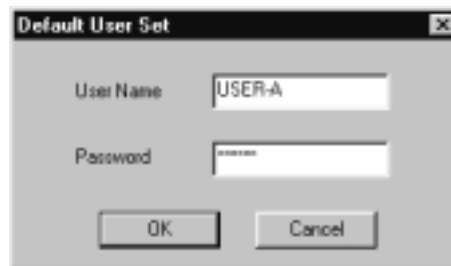 Default User Set
User Name USER-A
Password ******
OK Cancel